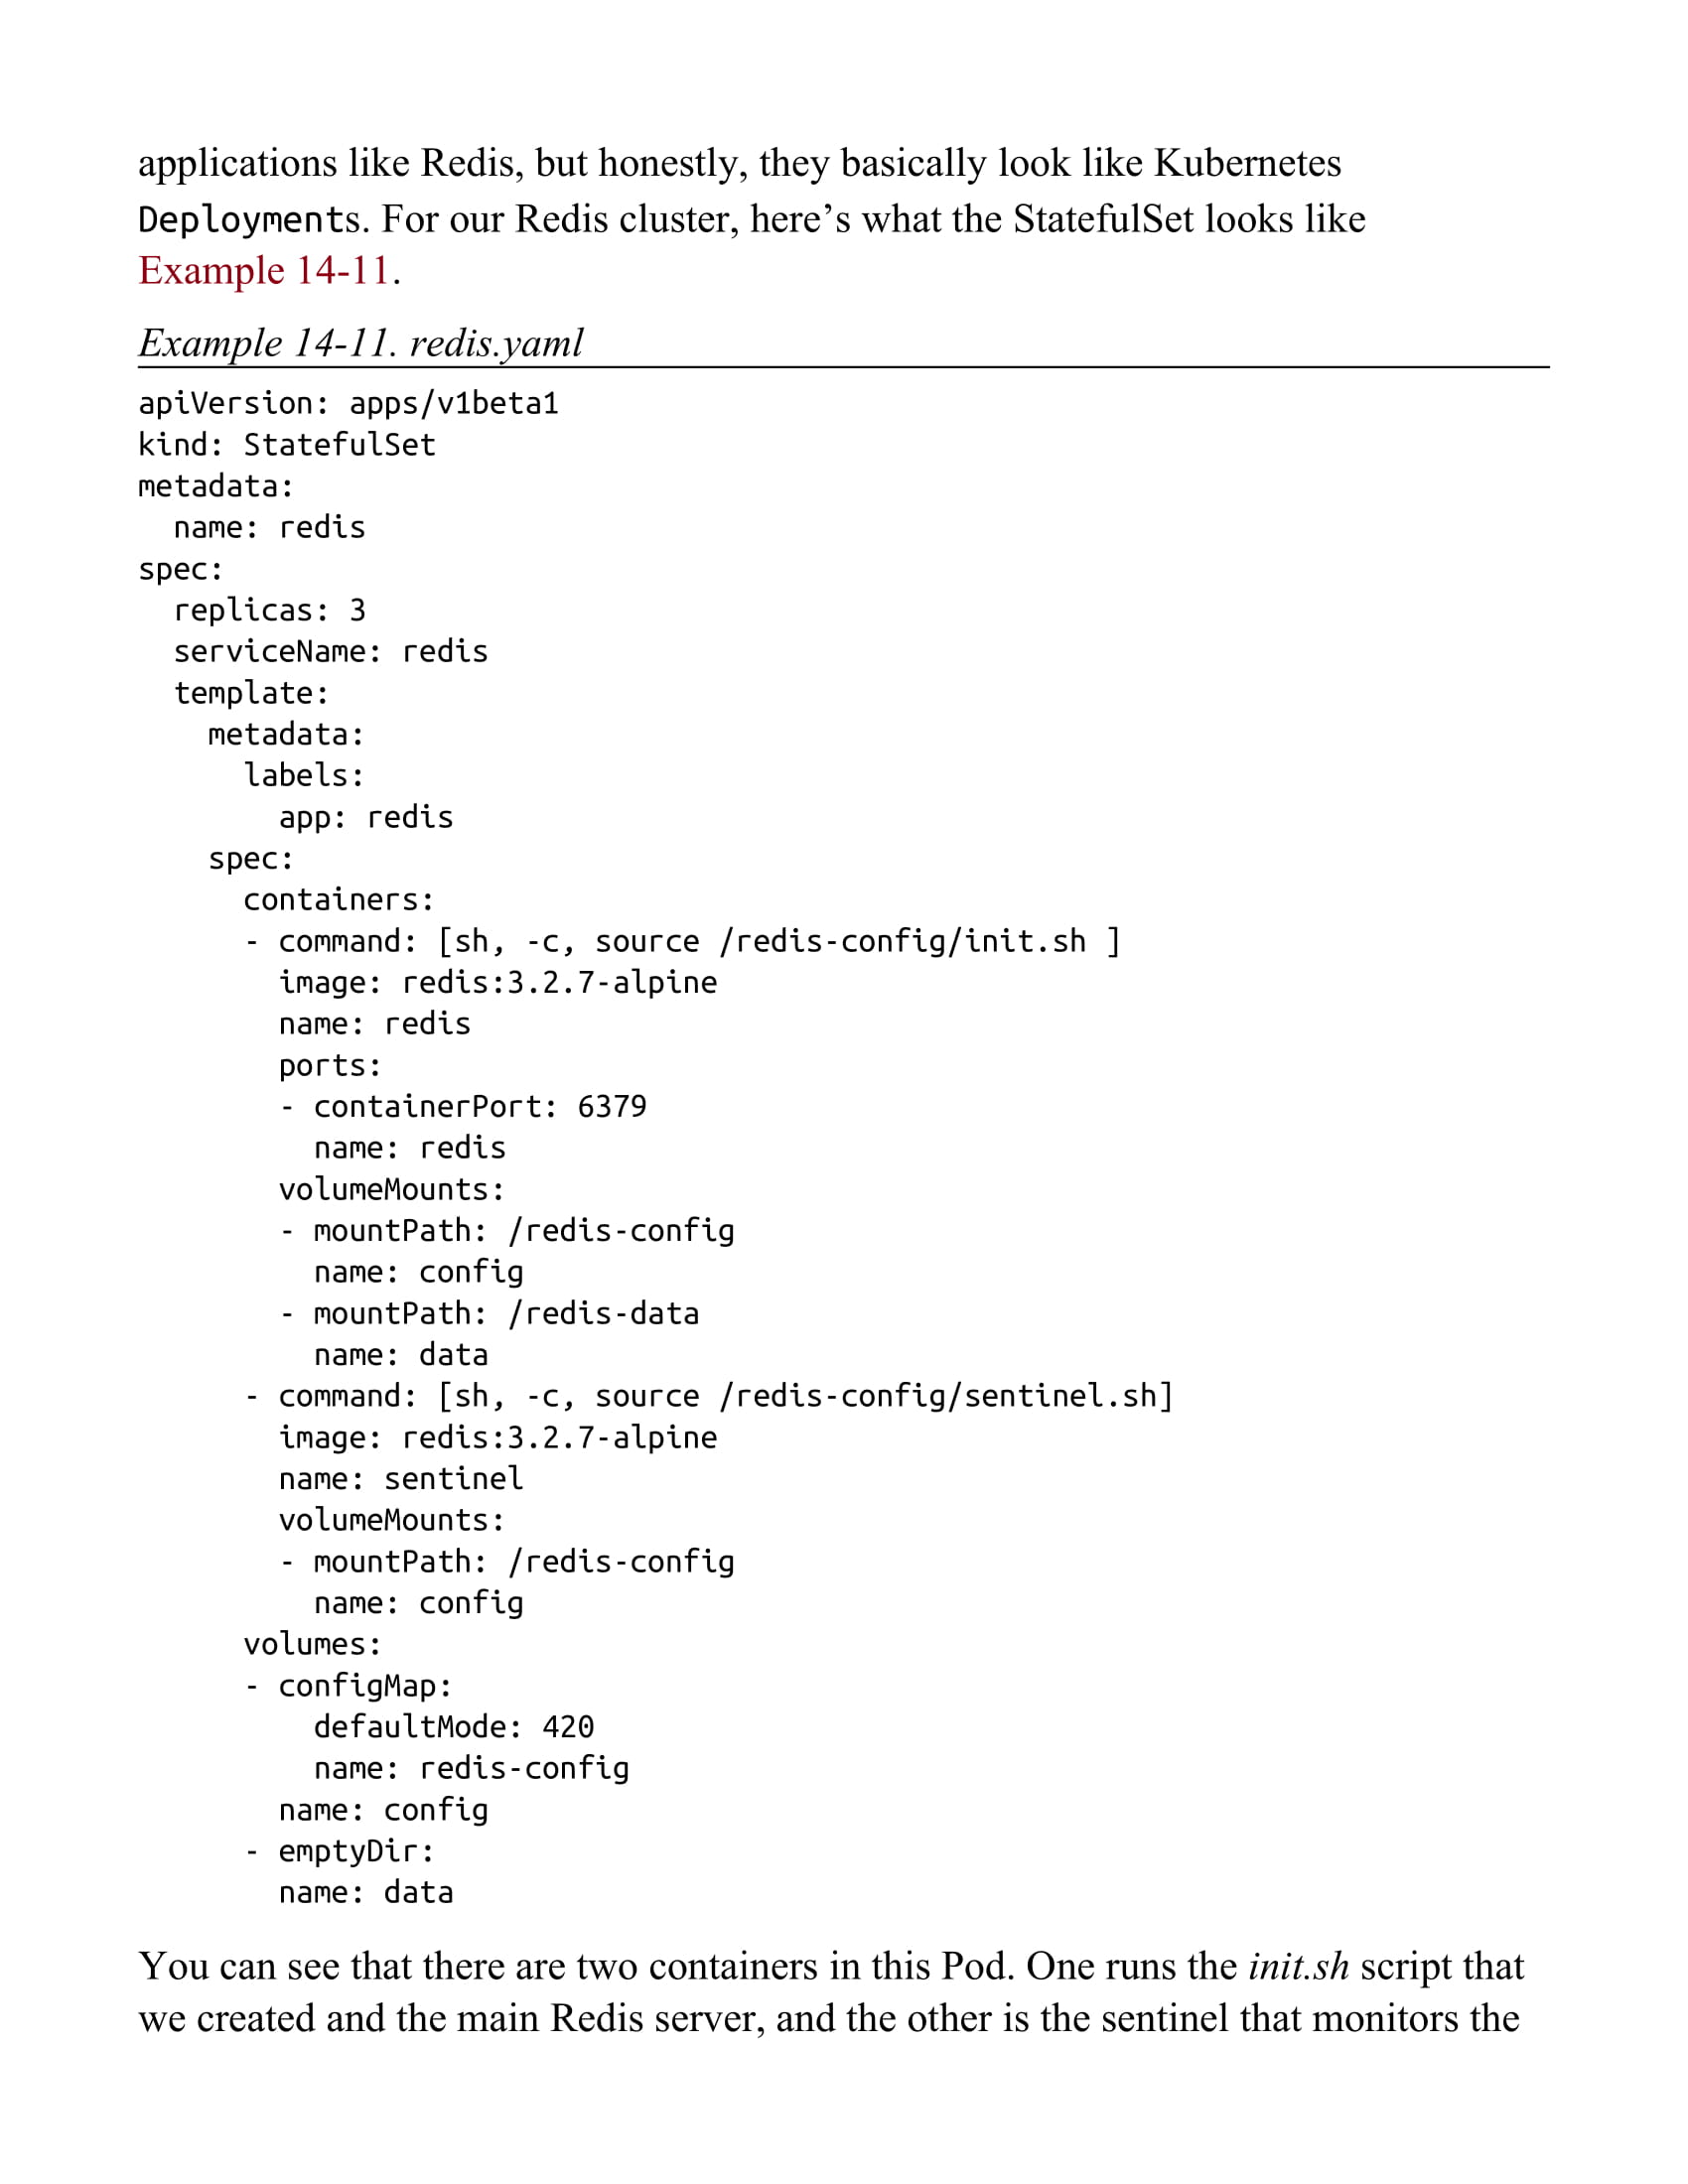 applications like Redis, but honestly, they basically look like Kubernetes
Deployments. For our Redis cluster, here’s what the StatefulSet looks like
Example 14-11.
Example 14-11. redis.yaml
apiVersion: apps/v1beta1
kind: StatefulSet
metadata:
  name: redis
spec:
  replicas: 3
  serviceName: redis
  template:
    metadata:
      labels:
        app: redis
    spec:
      containers:
      - command: [sh, -c, source /redis-config/init.sh ]
        image: redis:3.2.7-alpine
        name: redis
        ports:
        - containerPort: 6379
          name: redis
        volumeMounts:
        - mountPath: /redis-config
          name: config
        - mountPath: /redis-data
          name: data
      - command: [sh, -c, source /redis-config/sentinel.sh]
        image: redis:3.2.7-alpine
        name: sentinel
        volumeMounts:
        - mountPath: /redis-config
          name: config
      volumes:
      - configMap:
          defaultMode: 420
          name: redis-config
        name: config
      - emptyDir:
        name: data
You can see that there are two containers in this Pod. One runs the init.sh script that
we created and the main Redis server, and the other is the sentinel that monitors the